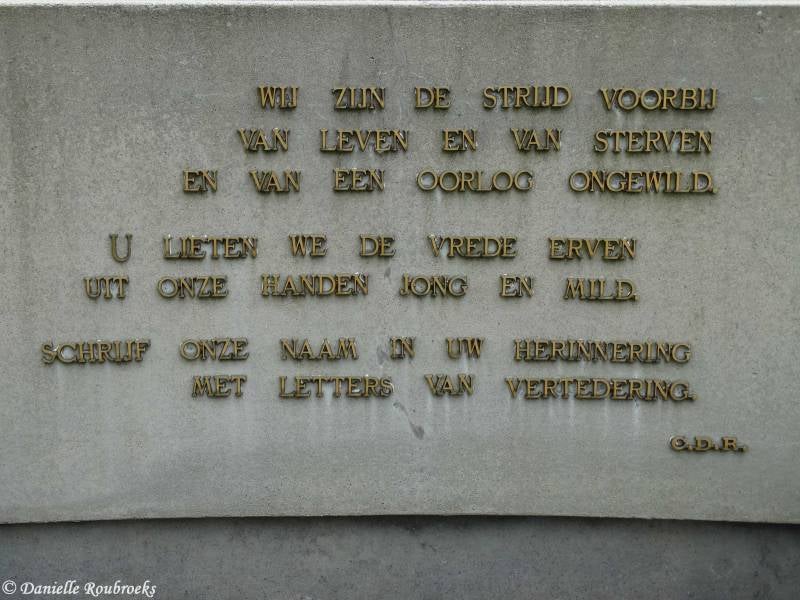 WIJ ZIJN DE STRIJD VOORBIJ
VAN LEVEN EN VAN STERVEN
EN VAN EEN OORLOG ONGEWILD.
U LIETEN WE DE VREDE ERVEN
UIT ONZE HANDEN JONG EN MILD.
SCHRIJF ONZE NAAM IN UW HERINNERING
MET LETTERS VAN VERTEDERING.
C.D.R.
© Danielle Roubroeks